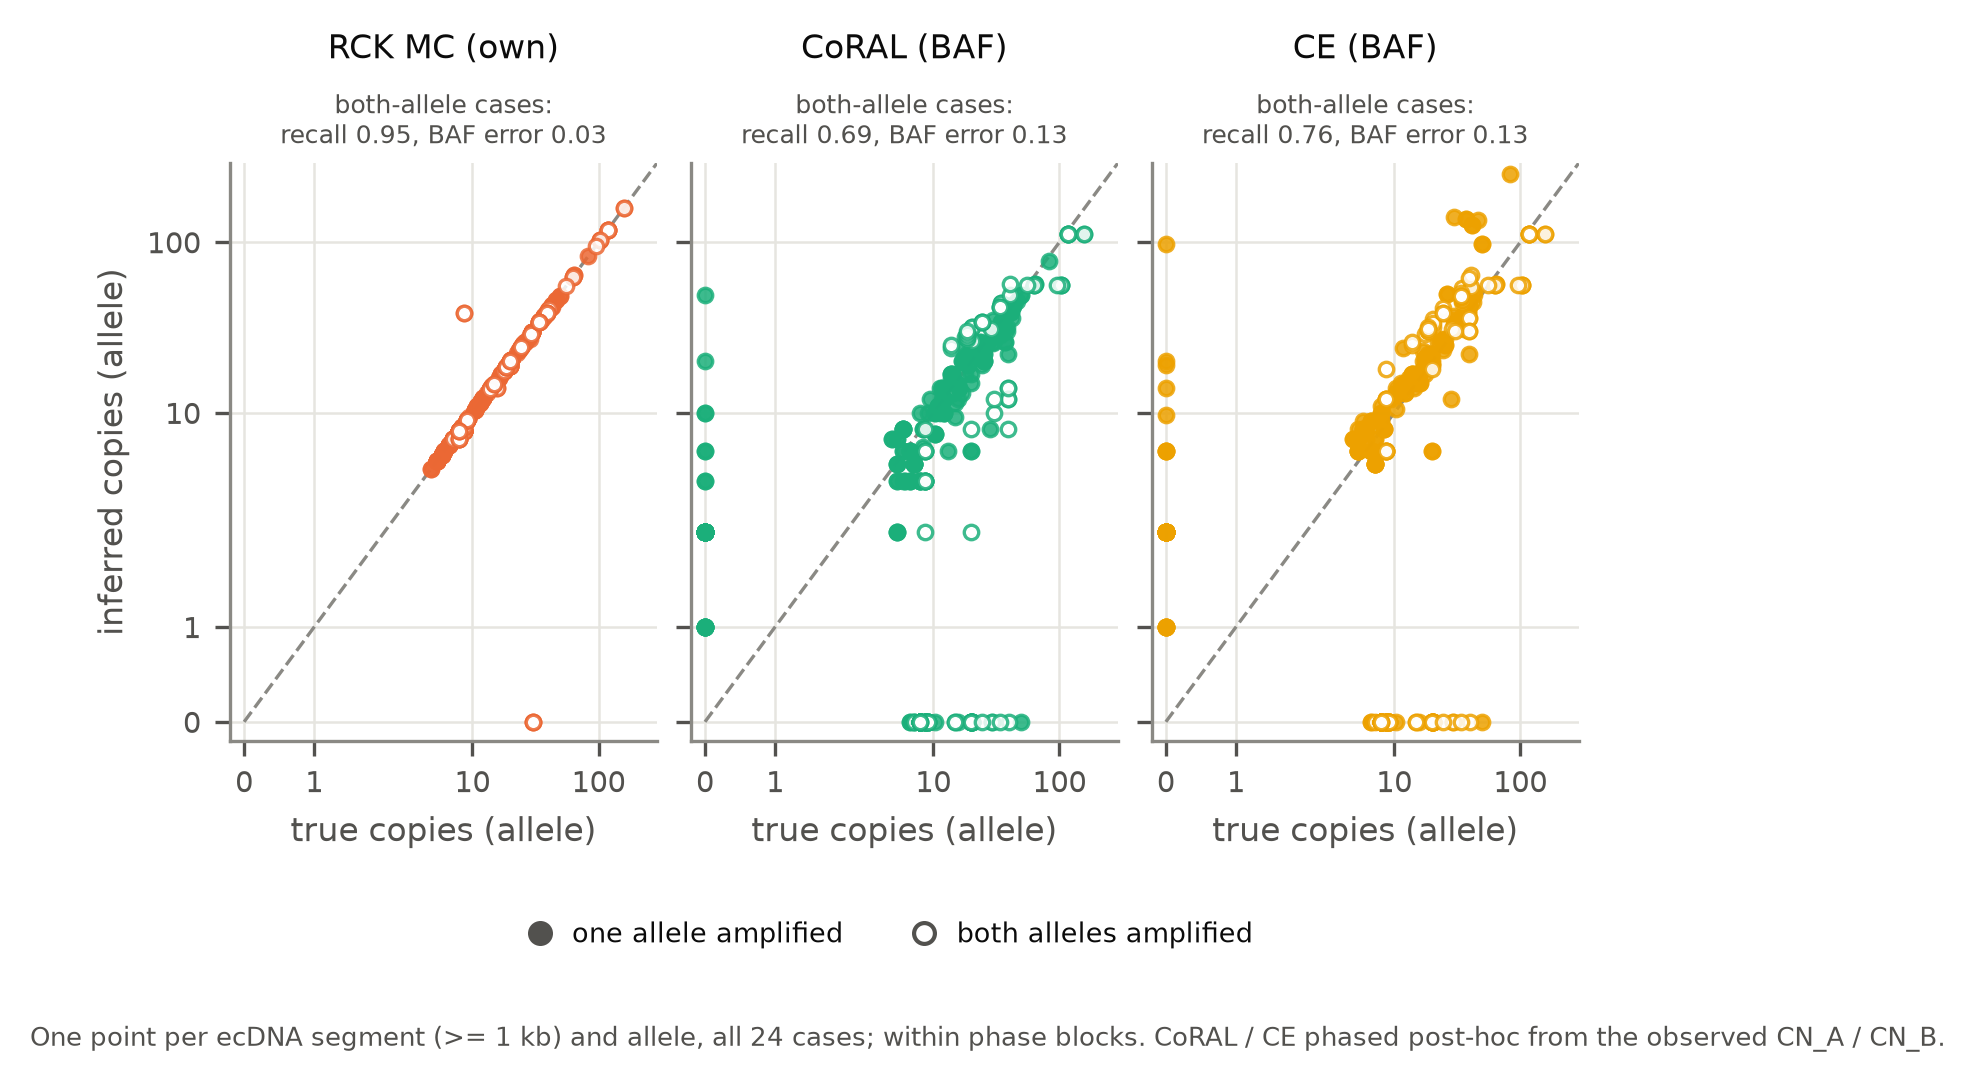 RCK MC (own)
both-allele cases:
recall 0.95, BAF error 0.03
CoRAL (BAF)
both-allele cases:
recall 0.69, BAF error 0.13
CE (BAF)
both-allele cases:
recall 0.76, BAF error 0.13
inferred copies (allele)
100
10
1
0
0 1 10 100
true copies (allele)
0 1 10 100
true copies (allele)
0 1 10 100
true copies (allele)
one allele amplified
both alleles amplified
One point per ecDNA segment (>= 1 kb) and allele, all 24 cases; within phase blocks. CoRAL / CE phased post-hoc from the observed CN_A / CN_B.